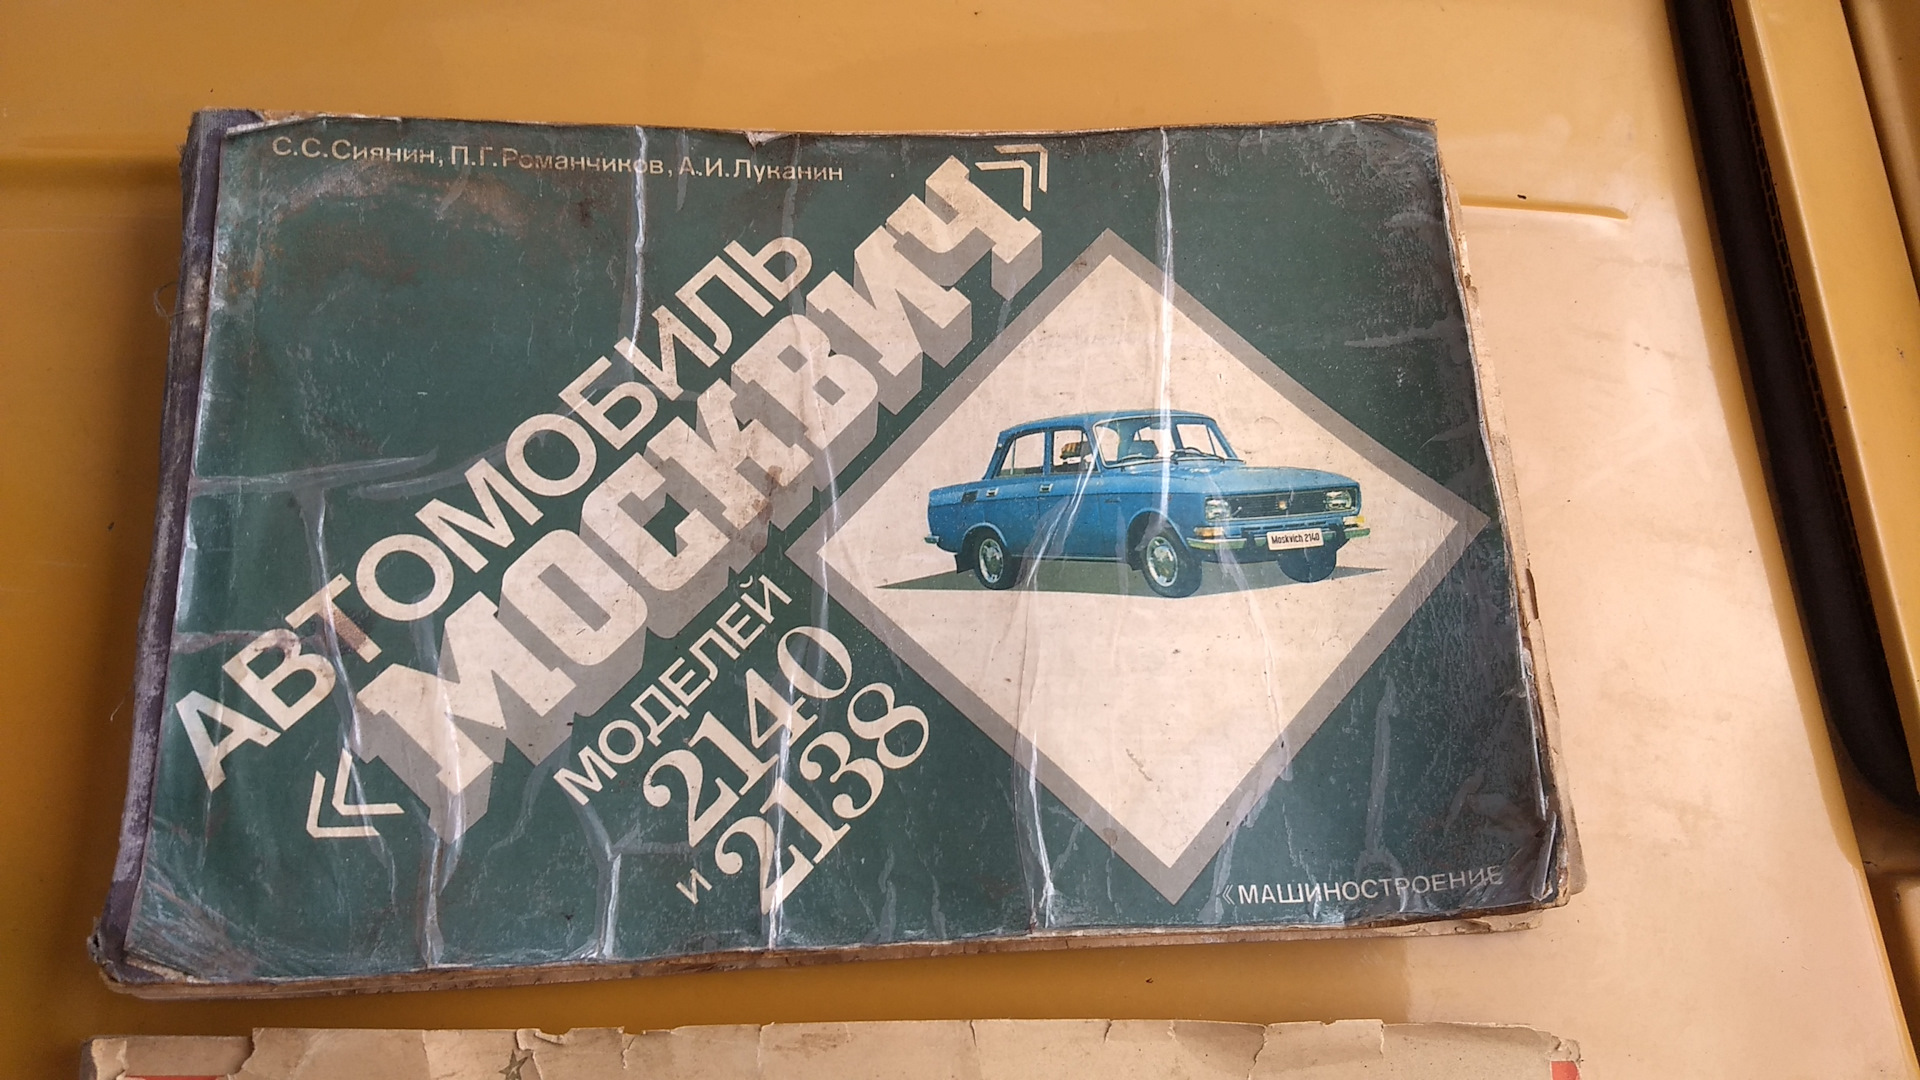 С.С.Сиянин, П.Г.Романчиков, А.И.Луканин
АВТОМОБИЛЬ
«МОСКВИЧ»
МОДЕЛЕЙ
2140
и 2138
Moskvich 2140
«МАШИНОСТРОЕНИЕ